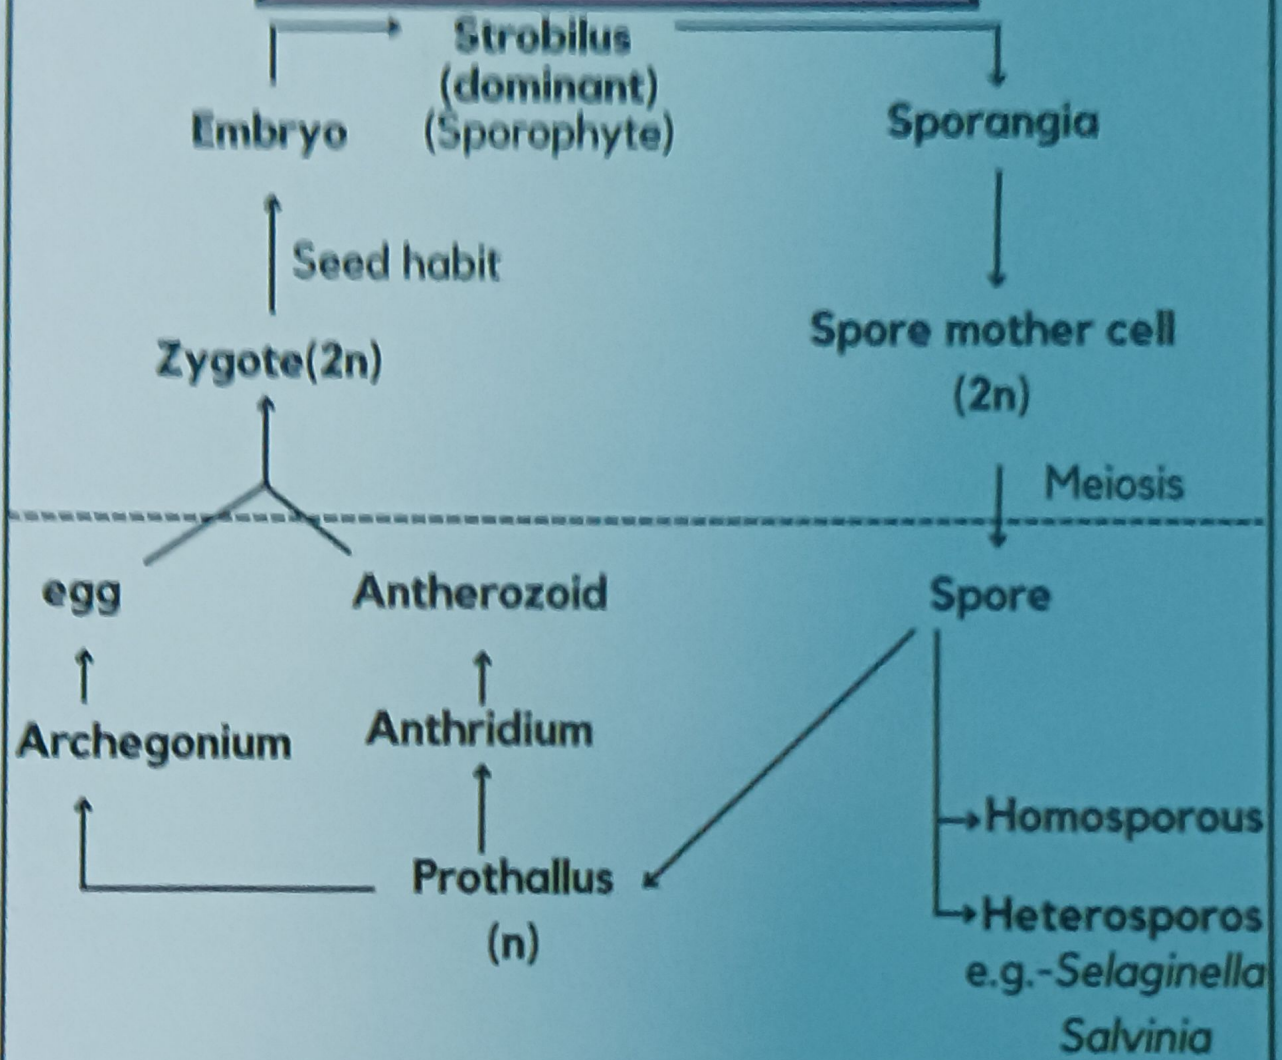 Strobilus
(dominant)
Embryo (Sporophyte) Sporangia
Seed habit
Spore mother cell
Zygote(2n)
(2n)
Meiosis
egg Antherozoid Spore
Archegonium Anthridium
Homosporous
Prothallus
(n)
Heterosporos
e.g.-Selaginella
Salvinia